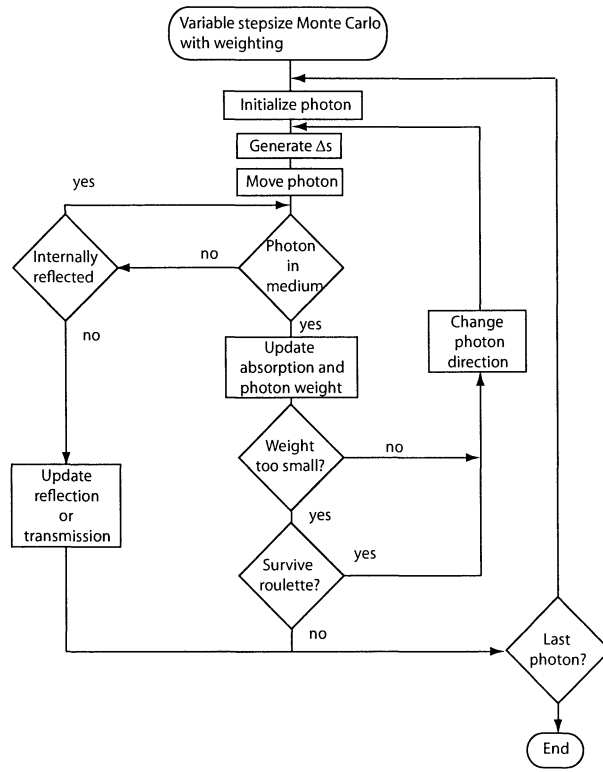 Variable stepsize Monte Carlo
with weighting
Initialize photon
Generate Δs
Move photon
yes
Internally
reflected
no
Photon
in
medium
yes
no
Update
absorption and
photon weight
Change
photon
direction
Weight
too small?
no
yes
Update
reflection
or
transmission
Survive
roulette?
yes
no
Last
photon?
End